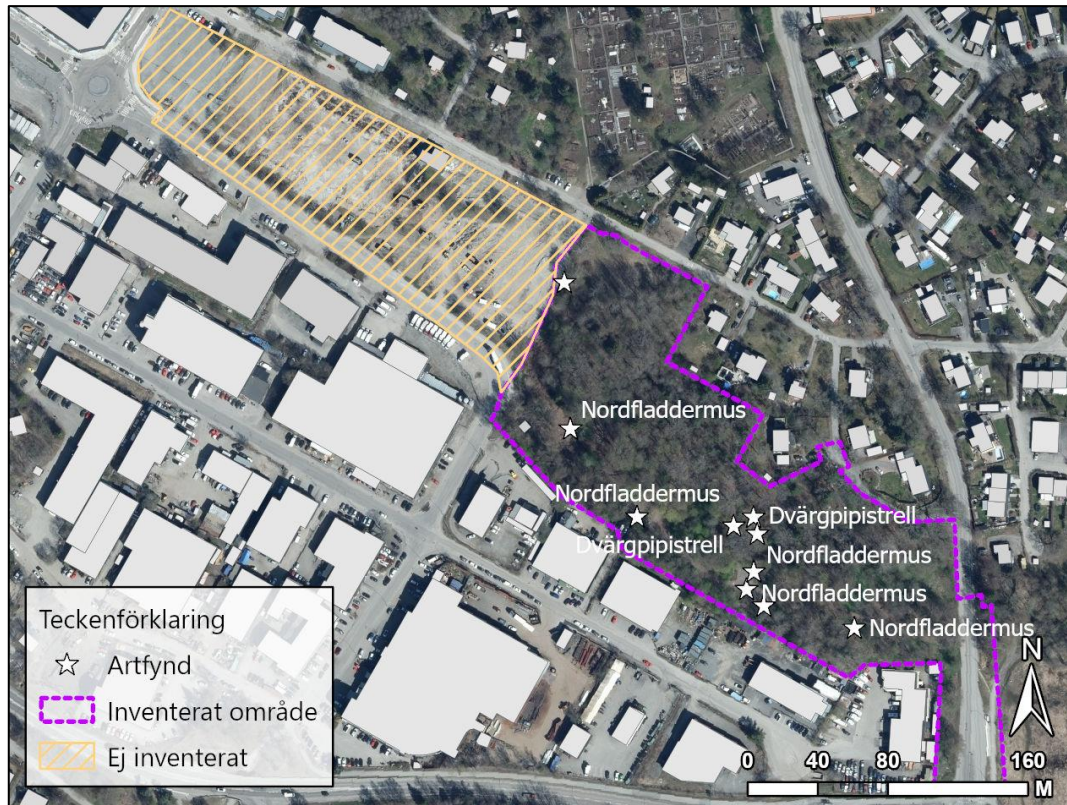 Nordfladdermus
Nordfladdermus
Dvärgpipistrell
Dvärgpipistrell
Nordfladdermus
Nordfladdermus
Nordfladdermus
Teckenförklaring
Artfynd
Inventerat område
Ej inventerat
N
0 40 80 160
M